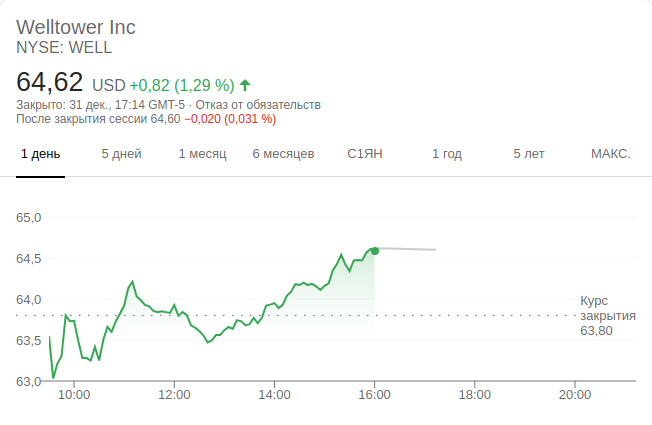 Welltower Inc
NYSE: WELL
64,62 USD +0,82 (1,29 %)
Закрыто: 31 дек., 17:14 GMT-5 · Отказ от обязательств
После закрытия сессии 64,60 −0,020 (0,031 %)
1 день 5 дней 1 месяц 6 месяцев С1ЯН 1 год 5 лет МАКС.
65,0
64,5
64,0
63,5
63,0
Курс
закрытия
63,80
10:00 12:00 14:00 16:00 18:00 20:00